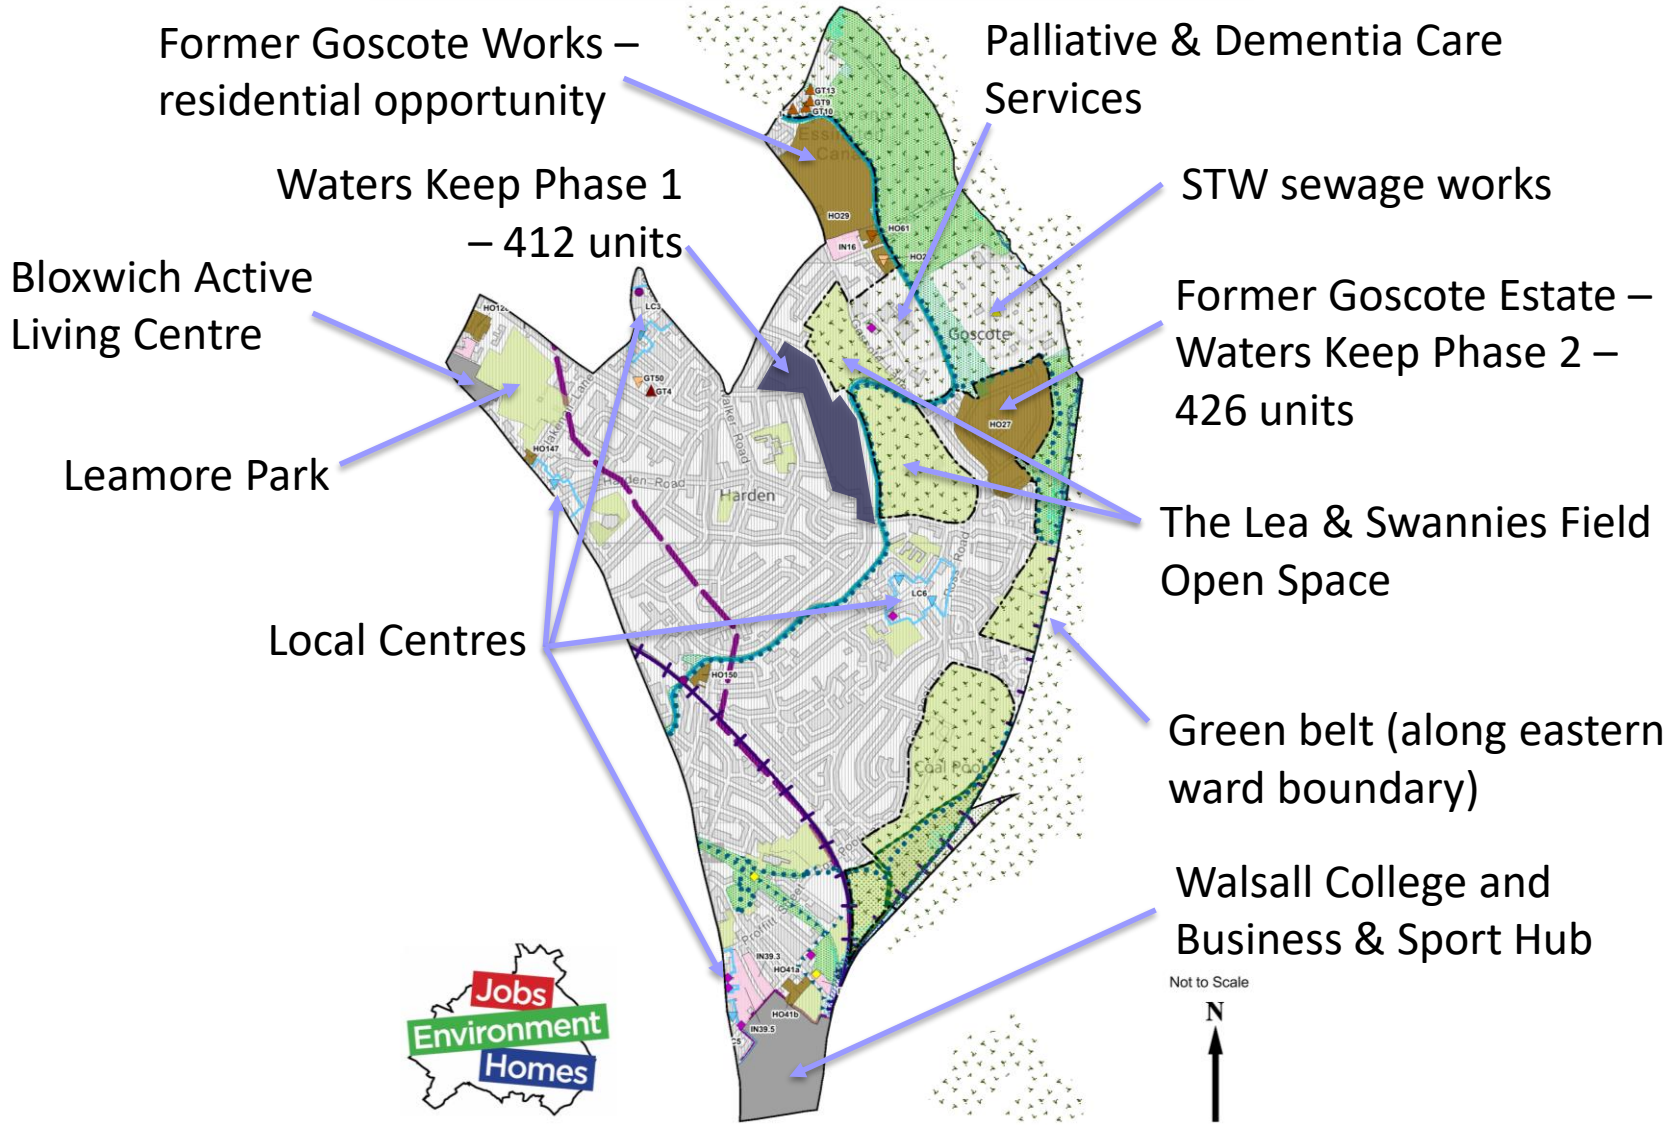 Former Goscote Works –
residential opportunity
Palliative & Dementia Care
Services
Waters Keep Phase 1
– 412 units
STW sewage works
Bloxwich Active
Living Centre
Former Goscote Estate –
Waters Keep Phase 2 –
426 units
Leamore Park
The Lea & Swannies Field
Open Space
Local Centres
Green belt (along eastern
ward boundary)
Walsall College and
Business & Sport Hub
Not to Scale
N
Jobs
Environment
Homes
GT13
GT9
GT10
Canal
HO29
HO61
IN16
Goscote
GT50
GT4
HO27
HO147
Harden Road
Walker Road
Harden
LC6
HO150
Coal Pool
IN39.3
HO41a
HO41b
IN39.5